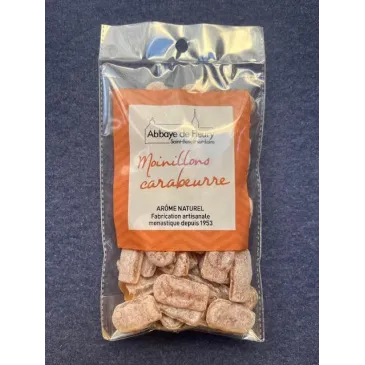 Abbaye de Fleury
Saint-Benoît-sur-Loire
Moinillons
carabeurre
ARÔME NATUREL
Fabrication artisanale
monastique depuis 1953